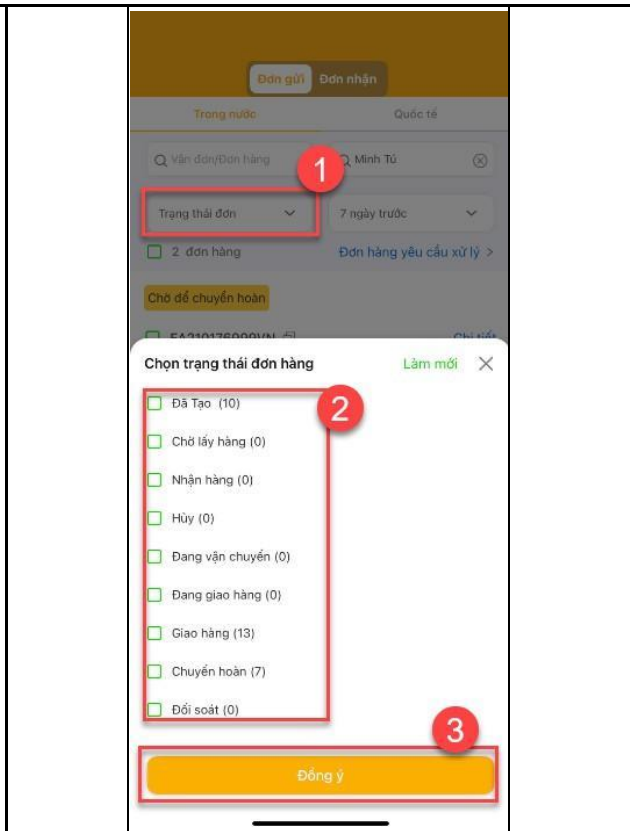 Đơn gửi Đơn nhận
Trong nước Quốc tế
Vận đơn/Đơn hàng Minh Tú
1
Trạng thái đơn 7 ngày trước
2 đơn hàng Đơn hàng yêu cầu xử lý >
Chờ để chuyển hoàn
EA210176999VN Chi tiết
Chọn trạng thái đơn hàng Làm mới
2
Đã Tạo (10)
Chờ lấy hàng (0)
Nhận hàng (0)
Hủy (0)
Đang vận chuyển (0)
Đang giao hàng (0)
Giao hàng (13)
Chuyển hoàn (7)
Đối soát (0)
3
Đồng ý